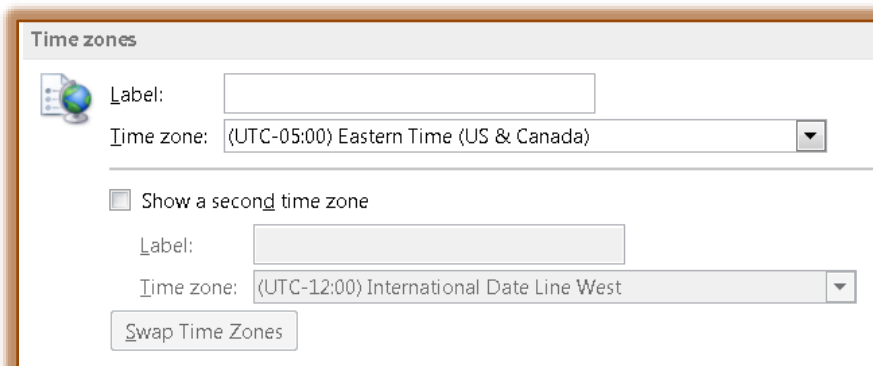 Time zones
Label:
Time zone: (UTC-05:00) Eastern Time (US & Canada)
Show a second time zone
Label:
Time zone: (UTC-12:00) International Date Line West
Swap Time Zones